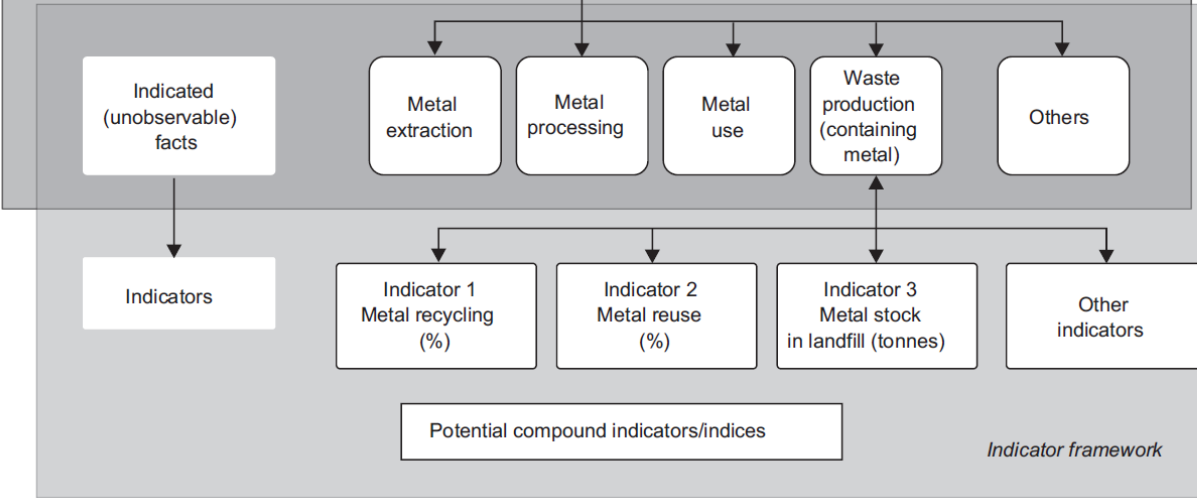 Indicated
(unobservable)
facts
Metal
extraction
Metal
processing
Metal
use
Waste
production
(containing
metal)
Others
Indicators
Indicator 1
Metal recycling
(%)
Indicator 2
Metal reuse
(%)
Indicator 3
Metal stock
in landfill (tonnes)
Other
indicators
Potential compound indicators/indices
Indicator framework